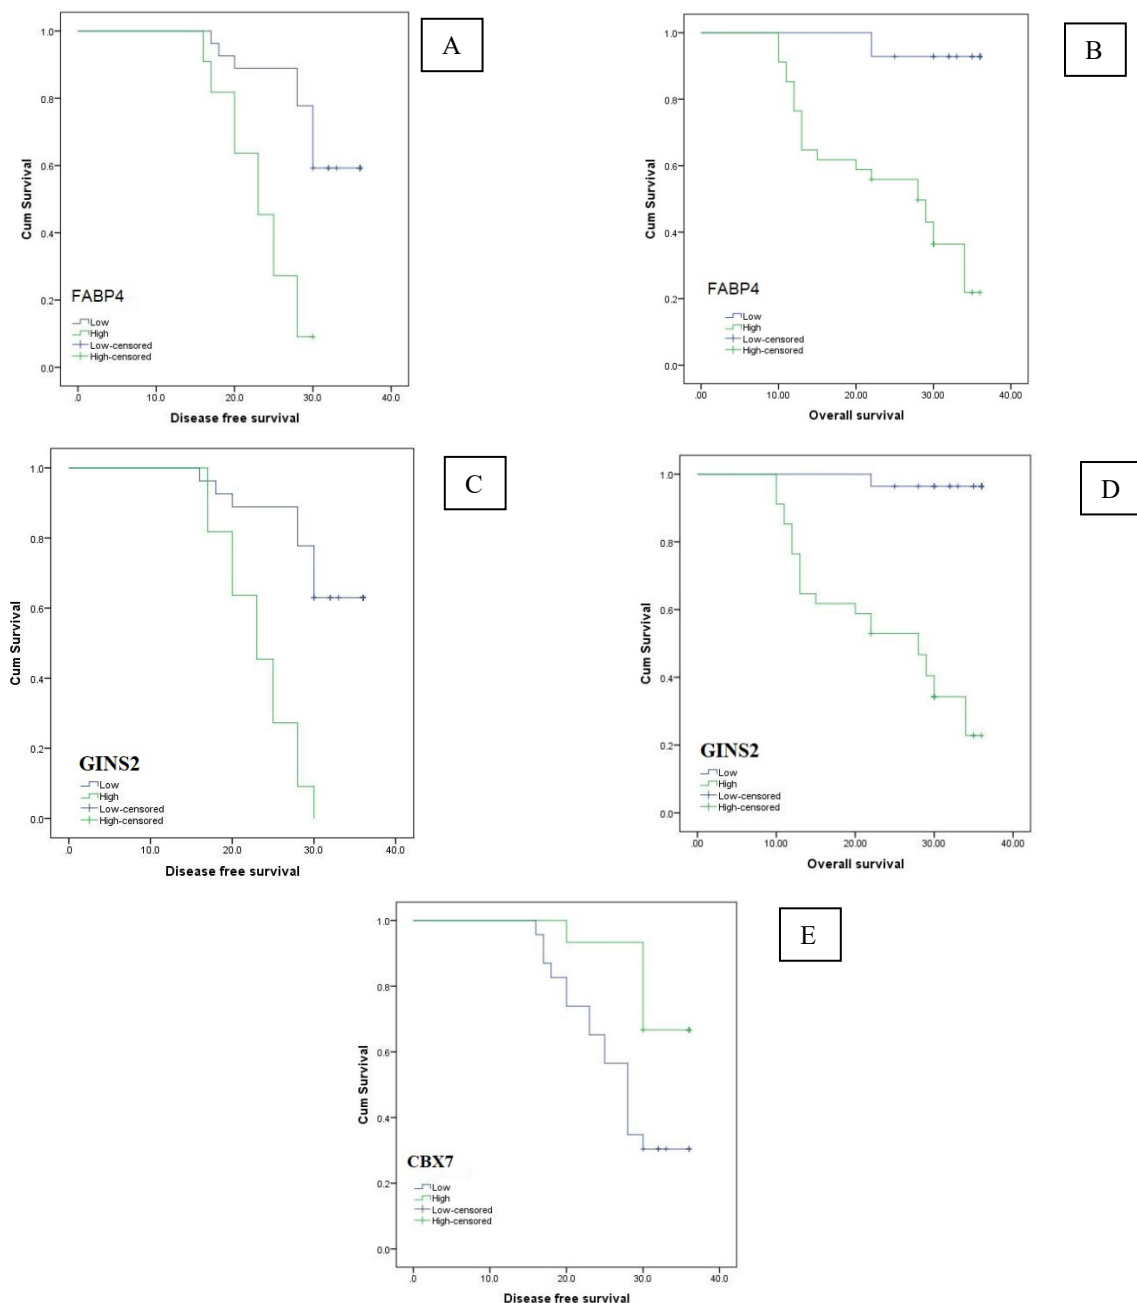 A
1.0
0.8
0.6
0.4
0.2
0.0
Cum Survival
FABP4
Low
High
Low-censored
High-censored
.0 10.0 20.0 30.0 40.0
Disease free survival
B
1.0
0.8
0.6
0.4
0.2
0.0
Cum Survival
FABP4
Low
High
Low-censored
High-censored
.00 10.00 20.00 30.00 40.00
Overall survival
C
1.0
0.8
0.6
0.4
0.2
0.0
Cum Survival
GINS2
Low
High
Low-censored
High-censored
.0 10.0 20.0 30.0 40.0
Disease free survival
D
1.0
0.8
0.6
0.4
0.2
0.0
Cum Survival
GINS2
Low
High
Low-censored
High-censored
.00 10.00 20.00 30.00 40.00
Overall survival
E
1.0
0.8
0.6
0.4
0.2
0.0
Cum Survival
CBX7
Low
High
Low-censored
High-censored
.0 10.0 20.0 30.0 40.0
Disease free survival